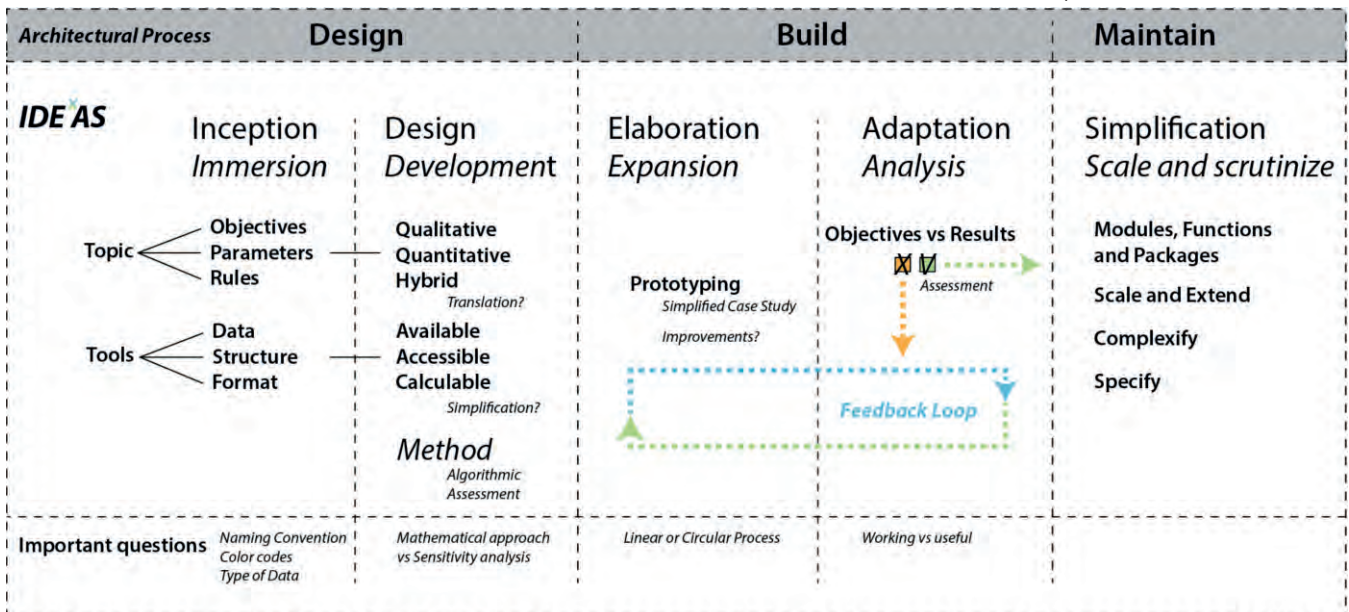 Architectural Process Design Build Maintain
IDEXAS
Inception
Immersion
Design
Development
Elaboration
Expansion
Adaptation
Analysis
Simplification
Scale and scrutinize
Topic
Objectives
Parameters
Rules
Qualitative
Quantitative
Hybrid
Translation?
Tools
Data
Structure
Format
Available
Accessible
Calculable
Simplification?
Method
Algorithmic
Assessment
Prototyping
Simplified Case Study
Improvements?
Objectives vs Results
Assessment
Feedback Loop
Modules, Functions
and Packages
Scale and Extend
Complexify
Specify
Important questions
Naming Convention
Color codes
Type of Data
Mathematical approach
vs Sensitivity analysis
Linear or Circular Process
Working vs useful